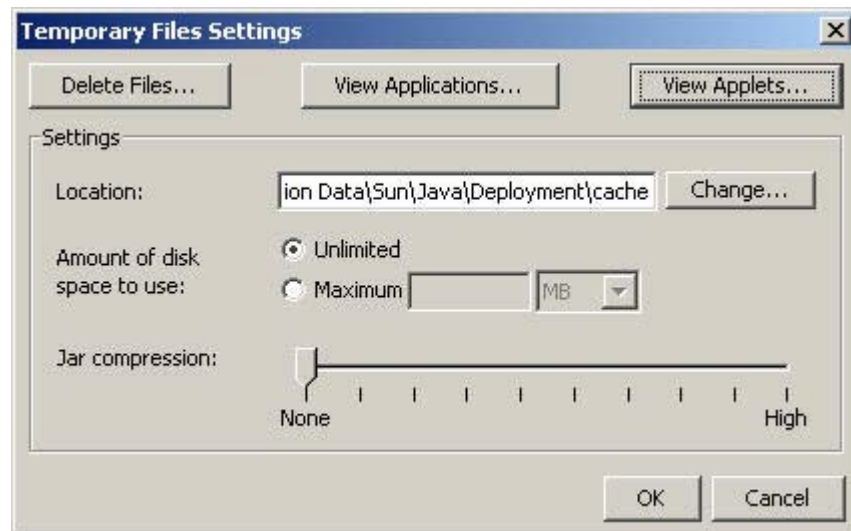 Temporary Files Settings
Delete Files...
View Applications...
View Applets...
Settings
Location:
ion Data\Sun\Java\Deployment\cache
Change...
Amount of disk
space to use:
Unlimited
Maximum
MB
Jar compression:
None
High
OK
Cancel